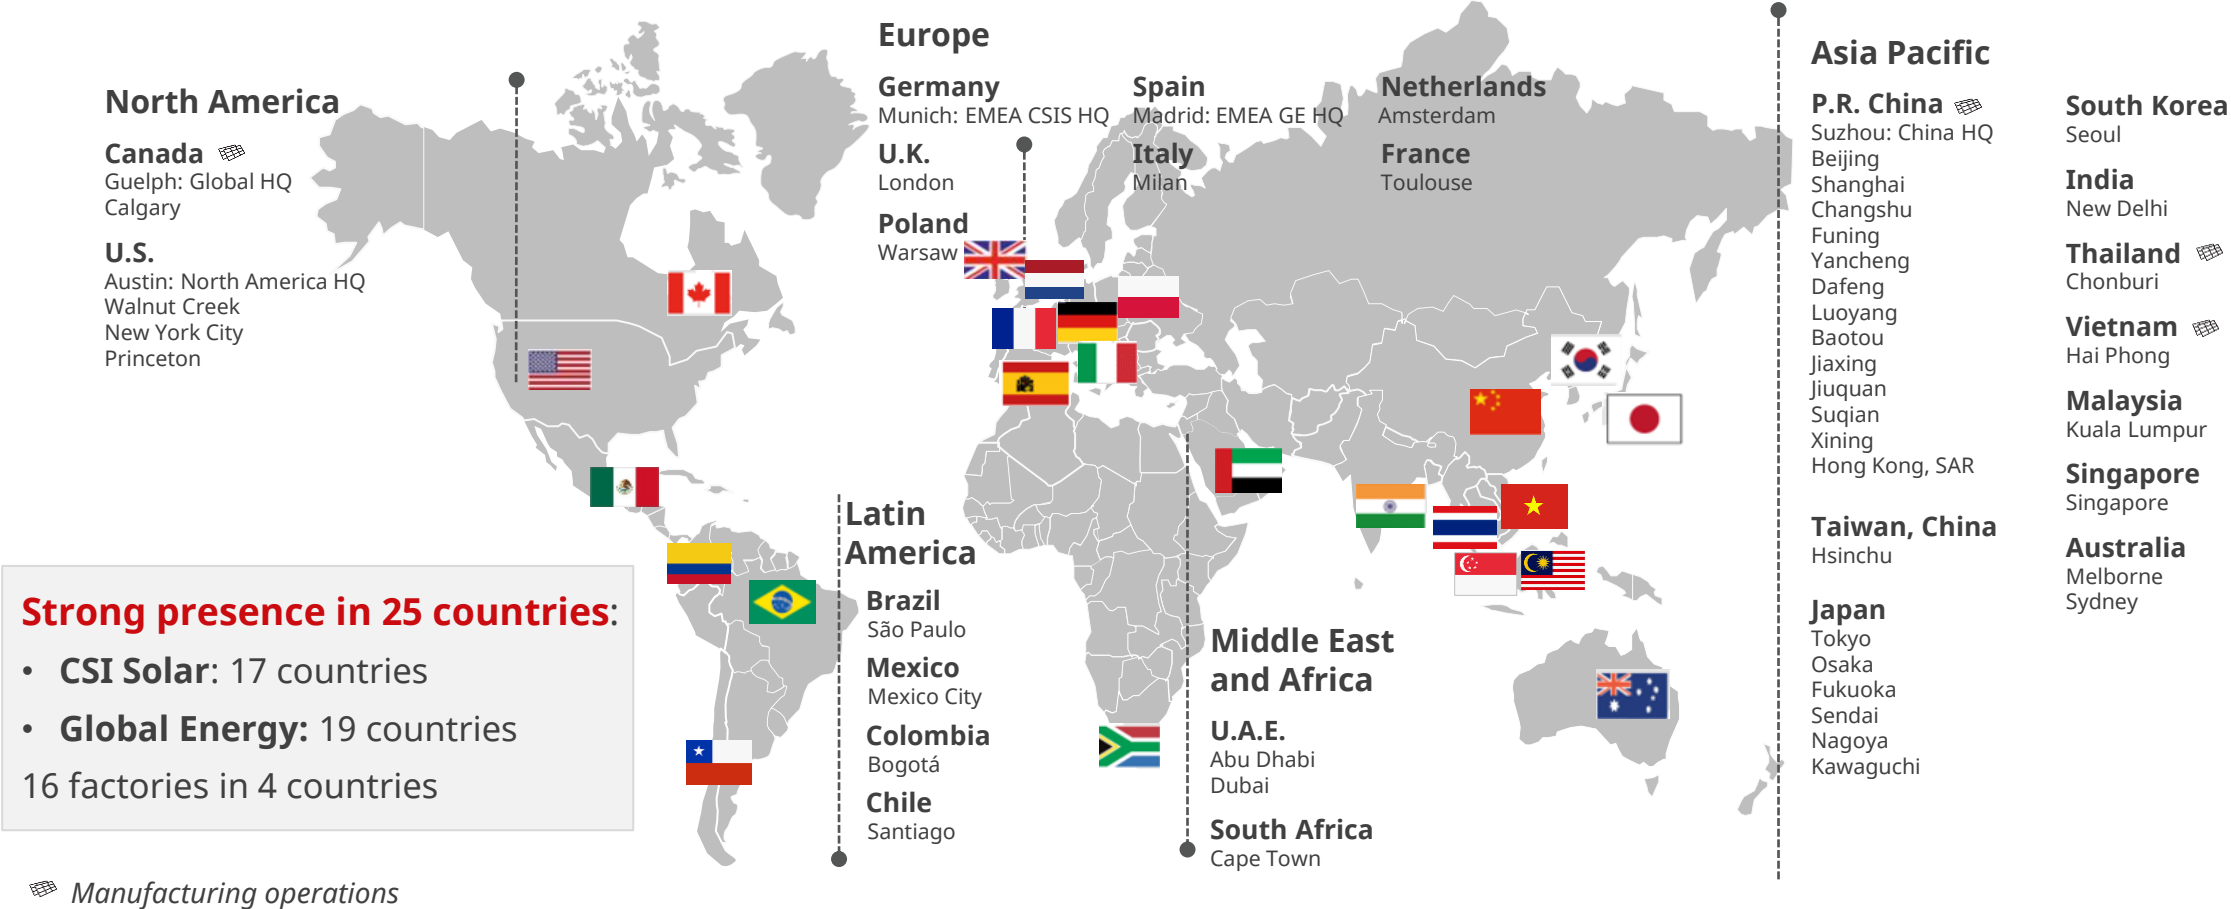 North America
Canada
Guelph: Global HQ
Calgary
U.S.
Austin: North America HQ
Walnut Creek
New York City
Princeton
Europe
Germany
Munich: EMEA CSIS HQ
U.K.
London
Poland
Warsaw
Spain
Madrid: EMEA GE HQ
Italy
Milan
Netherlands
Amsterdam
France
Toulouse
Latin
America
Brazil
São Paulo
Mexico
Mexico City
Colombia
Bogotá
Chile
Santiago
Middle East
and Africa
U.A.E.
Abu Dhabi
Dubai
South Africa
Cape Town
Asia Pacific
P.R. China
Suzhou: China HQ
Beijing
Shanghai
Changshu
Funing
Yancheng
Dafeng
Luoyang
Baotou
Jiaxing
Jiuquan
Suqian
Xining
Hong Kong, SAR
Taiwan, China
Hsinchu
Japan
Tokyo
Osaka
Fukuoka
Sendai
Nagoya
Kawaguchi
South Korea
Seoul
India
New Delhi
Thailand
Chonburi
Vietnam
Hai Phong
Malaysia
Kuala Lumpur
Singapore
Singapore
Australia
Melborne
Sydney
Strong presence in 25 countries:
• CSI Solar: 17 countries
• Global Energy: 19 countries
16 factories in 4 countries
Manufacturing operations